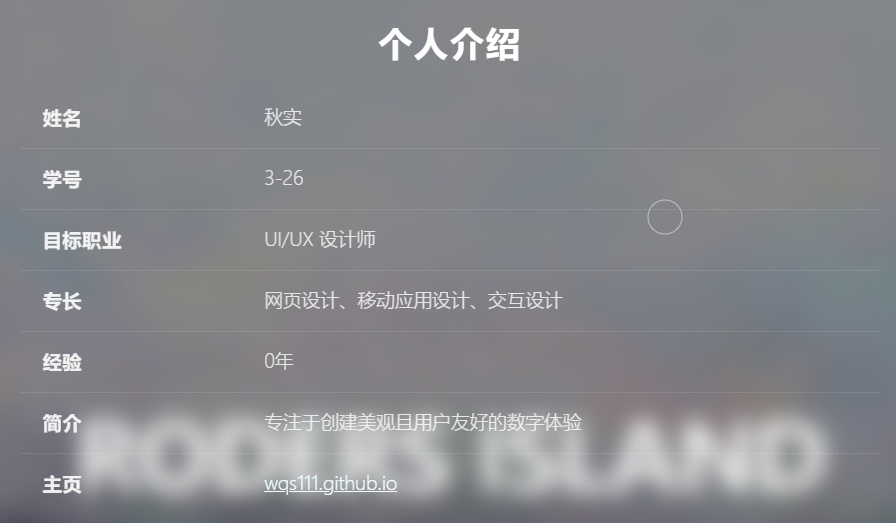 个人介绍
姓名 秋实
学号 3-26
目标职业 UI/UX 设计师
专长 网页设计、移动应用设计、交互设计
经验 0年
简介 专注于创建美观且用户友好的数字体验
RODHS ISLAND
主页 wqs111.github.io